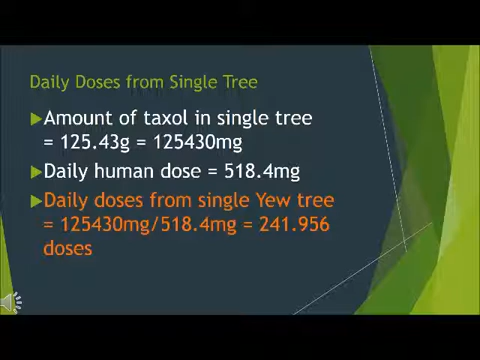 Daily Doses from Single Tree
Amount of taxol in single tree
= 125.43g = 125430mg
Daily human dose = 518.4mg
Daily doses from single Yew tree
= 125430mg/518.4mg = 241.956
doses